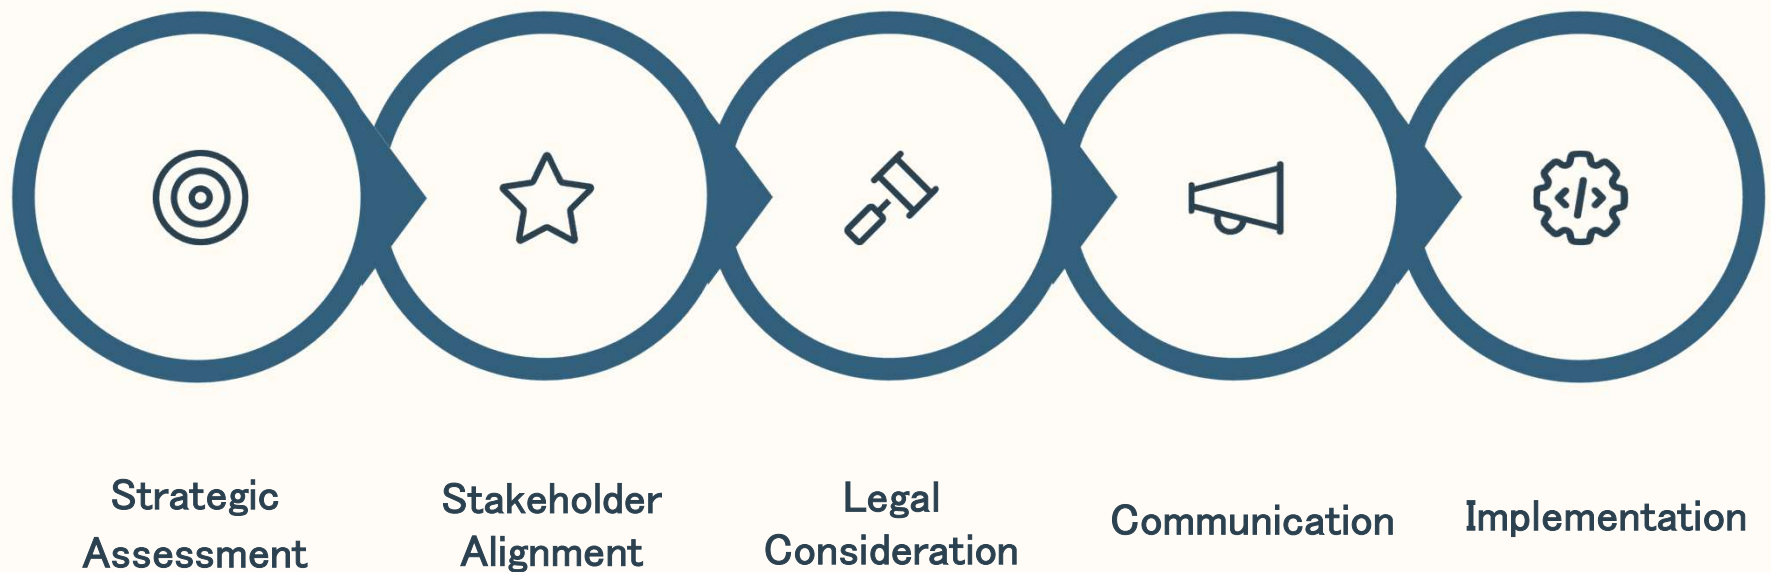 Strategic
Assessment
Stakeholder
Alignment
Legal
Consideration
Communication
Implementation